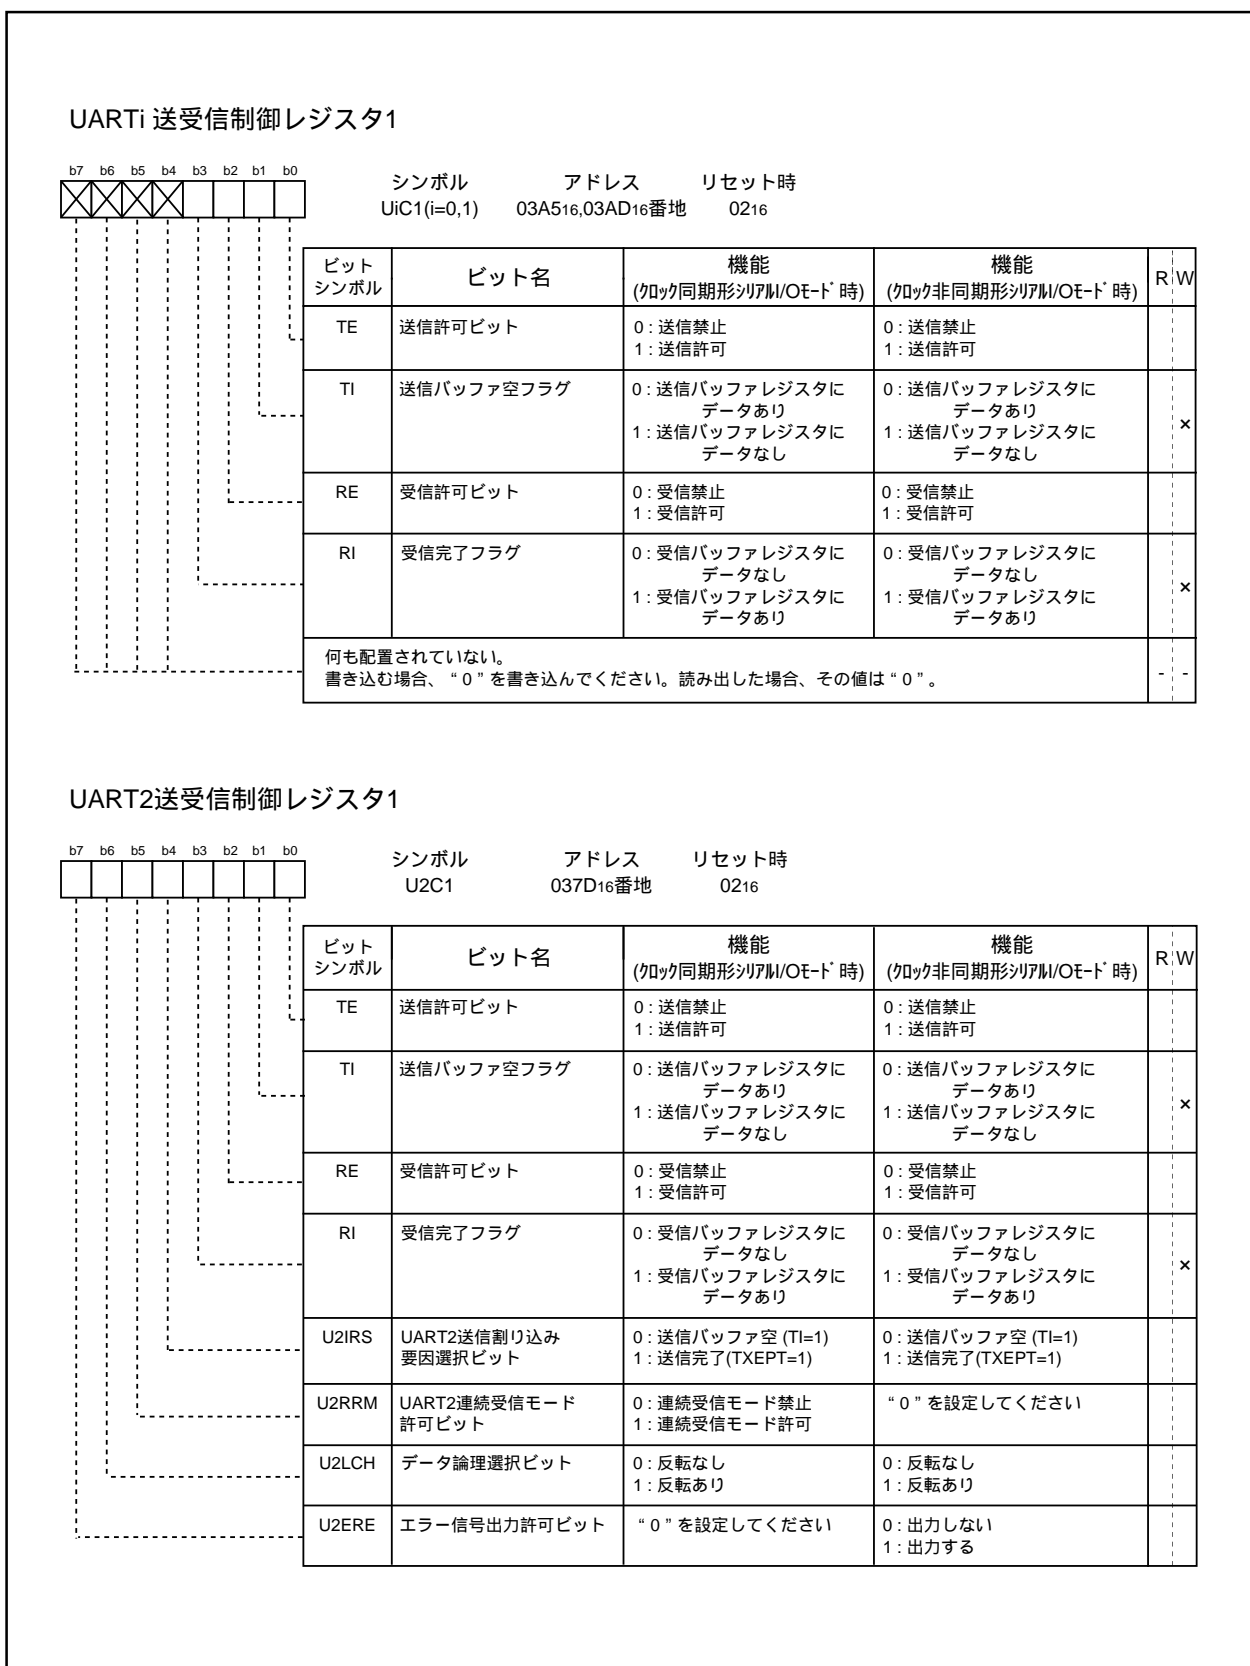 UARTi 送受信制御レジスタ1
b7 b6 b5 b4 b3 b2 b1 b0
シンボル アドレス リセット時
UiC1(i=0,1) 03A516,03AD16番地 0216
ビット シンボル ビット名 機能 (クロック同期形シリアルI/Oモード時) 機能 (クロック非同期形シリアルI/Oモード時) R W
TE 送信許可ビット 0 : 送信禁止 0 : 送信禁止
1 : 送信許可 1 : 送信許可
TI 送信バッファ空フラグ 0 : 送信バッファレジスタに 0 : 送信バッファレジスタに
データあり データあり
1 : 送信バッファレジスタに 1 : 送信バッファレジスタに ×
データなし データなし
RE 受信許可ビット 0 : 受信禁止 0 : 受信禁止
1 : 受信許可 1 : 受信許可
RI 受信完了フラグ 0 : 受信バッファレジスタに 0 : 受信バッファレジスタに
データなし データなし
1 : 受信バッファレジスタに 1 : 受信バッファレジスタに ×
データあり データあり
何も配置されていない。
書き込む場合、“0”を書き込んでください。読み出した場合、その値は“0”。 - -
UART2送受信制御レジスタ1
b7 b6 b5 b4 b3 b2 b1 b0
シンボル アドレス リセット時
U2C1 037D16番地 0216
ビット シンボル ビット名 機能 (クロック同期形シリアルI/Oモード時) 機能 (クロック非同期形シリアルI/Oモード時) R W
TE 送信許可ビット 0 : 送信禁止 0 : 送信禁止
1 : 送信許可 1 : 送信許可
TI 送信バッファ空フラグ 0 : 送信バッファレジスタに 0 : 送信バッファレジスタに
データあり データあり
1 : 送信バッファレジスタに 1 : 送信バッファレジスタに ×
データなし データなし
RE 受信許可ビット 0 : 受信禁止 0 : 受信禁止
1 : 受信許可 1 : 受信許可
RI 受信完了フラグ 0 : 受信バッファレジスタに 0 : 受信バッファレジスタに
データなし データなし
1 : 受信バッファレジスタに 1 : 受信バッファレジスタに ×
データあり データあり
U2IRS UART2送信割り込み 0 : 送信バッファ空 (TI=1) 0 : 送信バッファ空 (TI=1)
要因選択ビット 1 : 送信完了(TXEPT=1) 1 : 送信完了(TXEPT=1)
U2RRM UART2連続受信モード 0 : 連続受信モード禁止 “0”を設定してください
許可ビット 1 : 連続受信モード許可
U2LCH データ論理選択ビット 0 : 反転なし 0 : 反転なし
1 : 反転あり 1 : 反転あり
U2ERE エラー信号出力許可ビット “0”を設定してください 0 : 出力しない
1 : 出力する